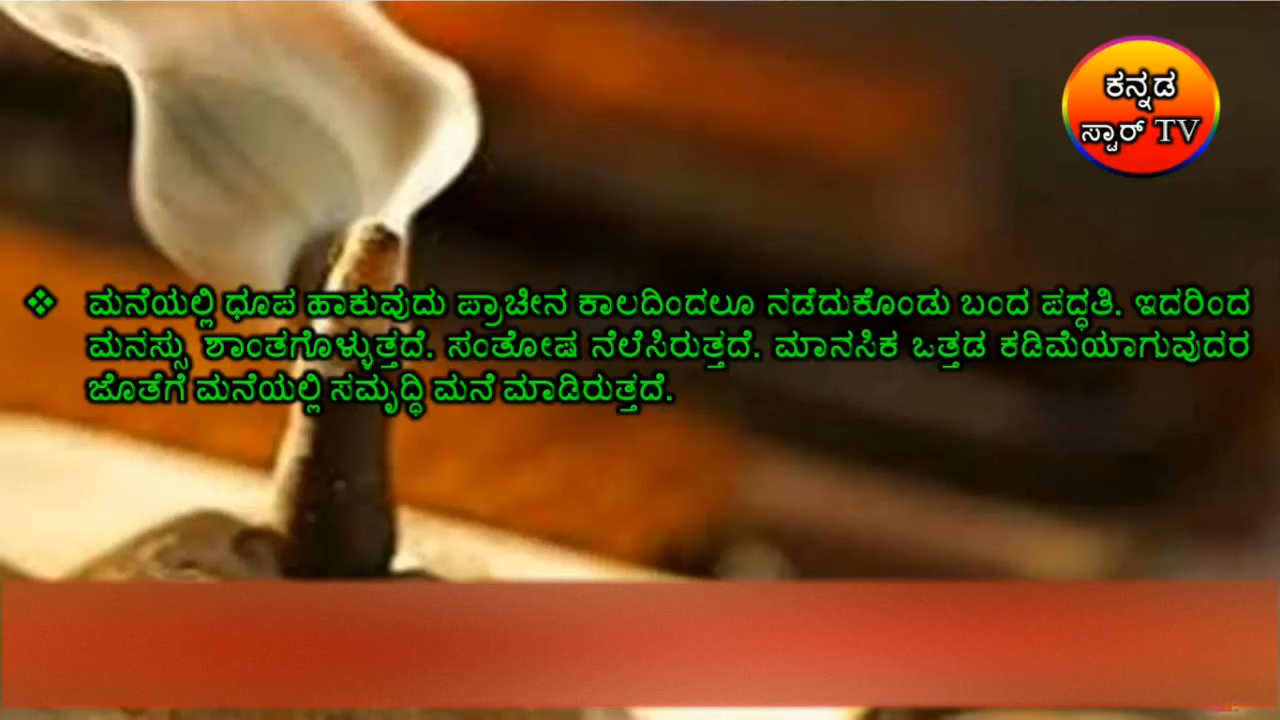 ಕನ್ನಡ
ಸ್ಟಾರ್ TV
❖ ಮನೆಯಲ್ಲಿ ಧೂಪ ಹಾಕುವುದು ಪ್ರಾಚೀನ ಕಾಲದಿಂದಲೂ ನಡೆದುಕೊಂಡು ಬಂದ ಪದ್ಧತಿ. ಇದರಿಂದ
ಮನಸ್ಸು ಶಾಂತಗೊಳ್ಳುತ್ತದೆ. ಸಂತೋಷ ನೆಲೆಸಿರುತ್ತದೆ. ಮಾನಸಿಕ ಒತ್ತಡ ಕಡಿಮೆಯಾಗುವುದರ
ಜೊತೆಗೆ ಮನೆಯಲ್ಲಿ ಸಮೃದ್ಧಿ ಮನೆ ಮಾಡಿರುತ್ತದೆ.